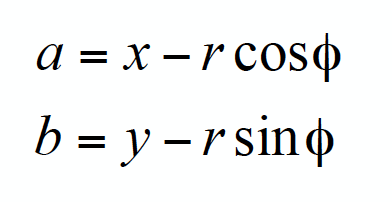 a = x − r cosϕ
b = y − r sinϕ